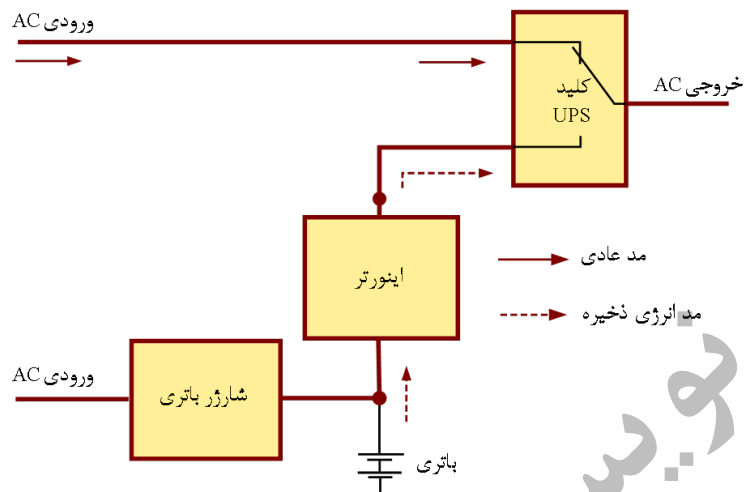 ورودی AC
کلید
UPS
خروجی AC
اینورتر
مد عادی
مد انرژی ذخیره
ورودی AC
شارژر باتری
باتری